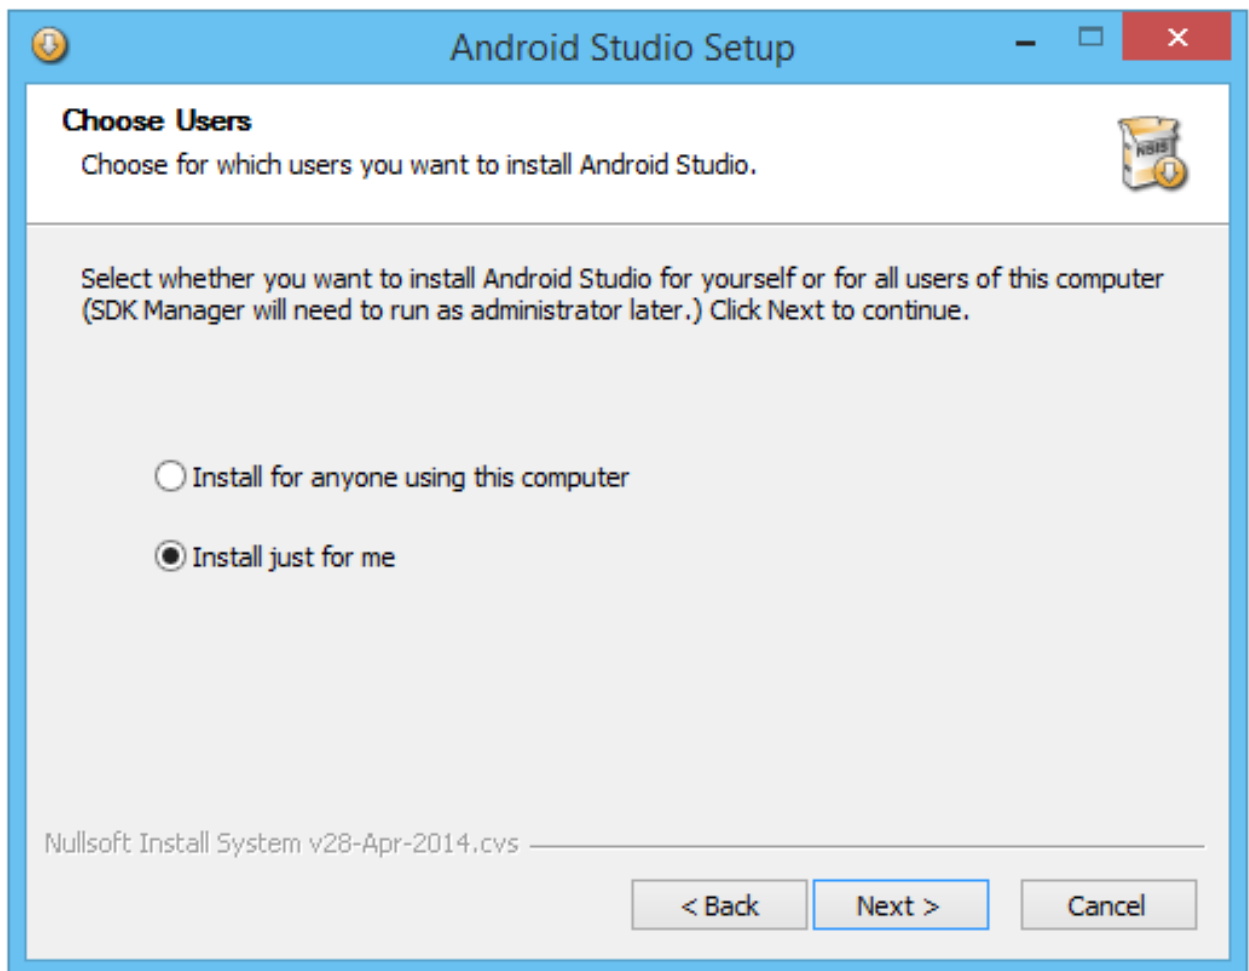 Android Studio Setup
Choose Users
Choose for which users you want to install Android Studio.
NSIS
Select whether you want to install Android Studio for yourself or for all users of this computer
(SDK Manager will need to run as administrator later.) Click Next to continue.
Install for anyone using this computer
Install just for me
Nullsoft Install System v28-Apr-2014.cvs
< Back
Next >
Cancel